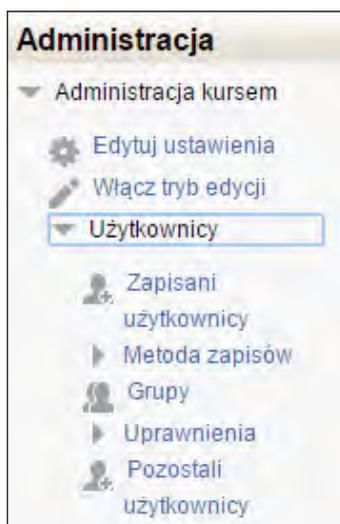 Administracja
Administracja kursem
Edytuj ustawienia
Włącz tryb edycji
Użytkownicy
Zapisani
użytkownicy
Metoda zapisów
Grupy
Uprawnienia
Pozostali
użytkownicy